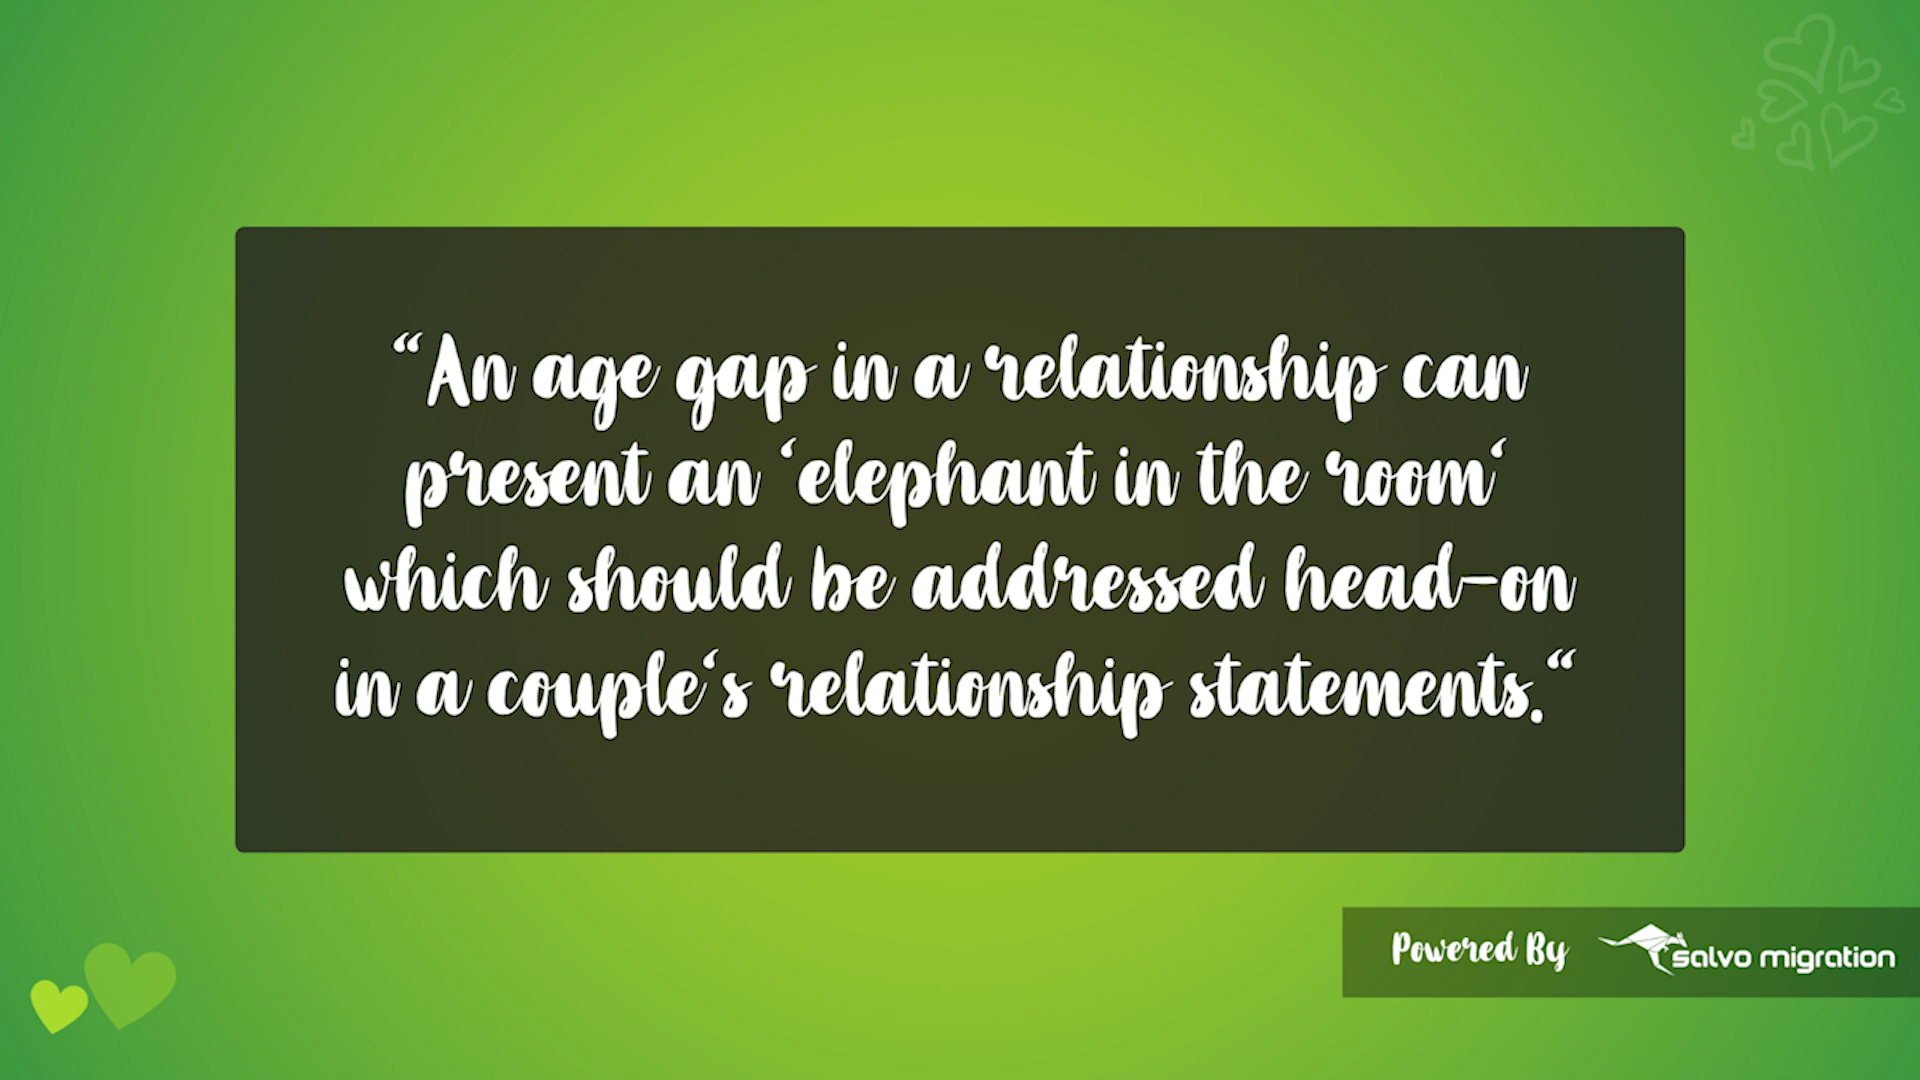 “An age gap in a relationship can
present an ‘elephant in the room‘
which should be addressed head-on
in a couple‘s relationship statements.“
Powered By salvo migration